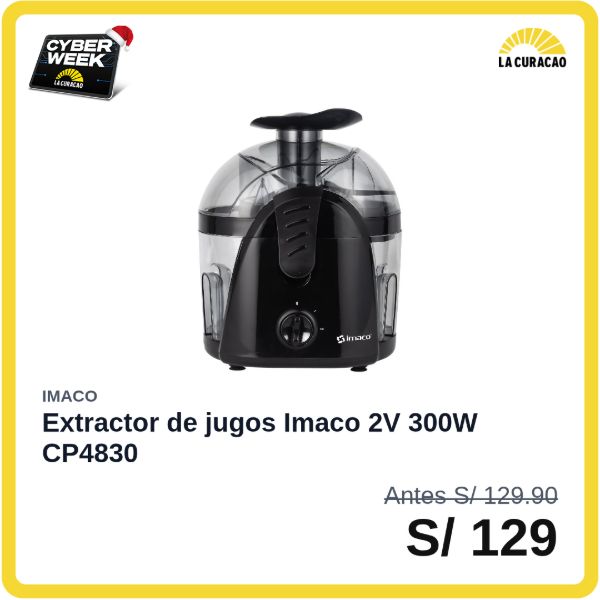 CYBER
WEEK
LA CURACAO
LA CURACAO
imaco
IMACO
Extractor de jugos Imaco 2V 300W
CP4830
Antes S/ 129.90
S/ 129